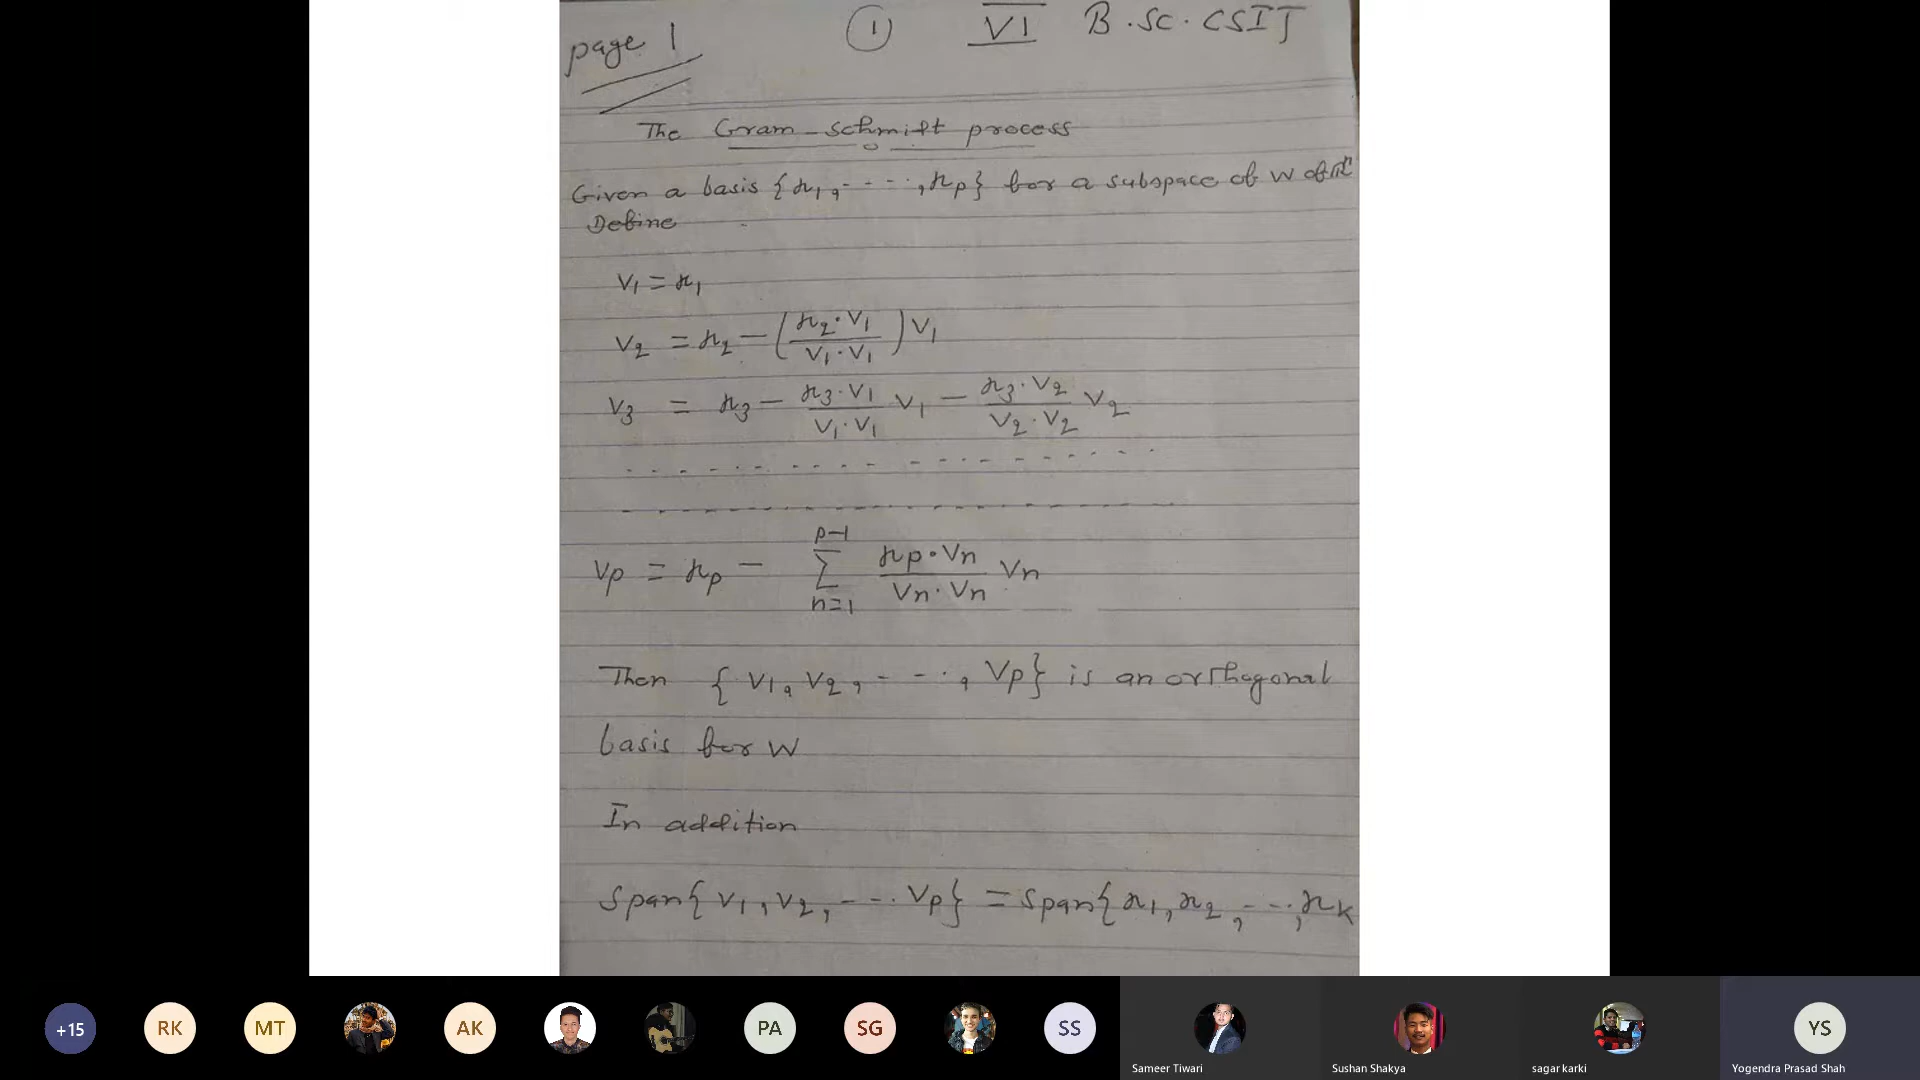 page 1 ① VI B.SC.CSIT
The Gram-schmidt process
Given a basis {x1, ----, xp} for a subspace of W of ℝⁿ
Define
V1 = x1
V2 = x2 - (x2·V1 / V1·V1) V1
V3 = x3 - x3·V1 / V1·V1 V1 - x3·V2 / V2·V2 V2
Vp = xp - Σ_{n=1}^{p-1} xp·Vn / Vn·Vn Vn
Then {V1, V2, ---, Vp} is an orthogonal
basis for W
In addition
Span{V1, V2, --- Vp} = Span{x1, x2, ---, xK
+15 RK MT AK PA SG SS YS
Sameer Tiwari Sushan Shakya sagar karki Yogendra Prasad Shah